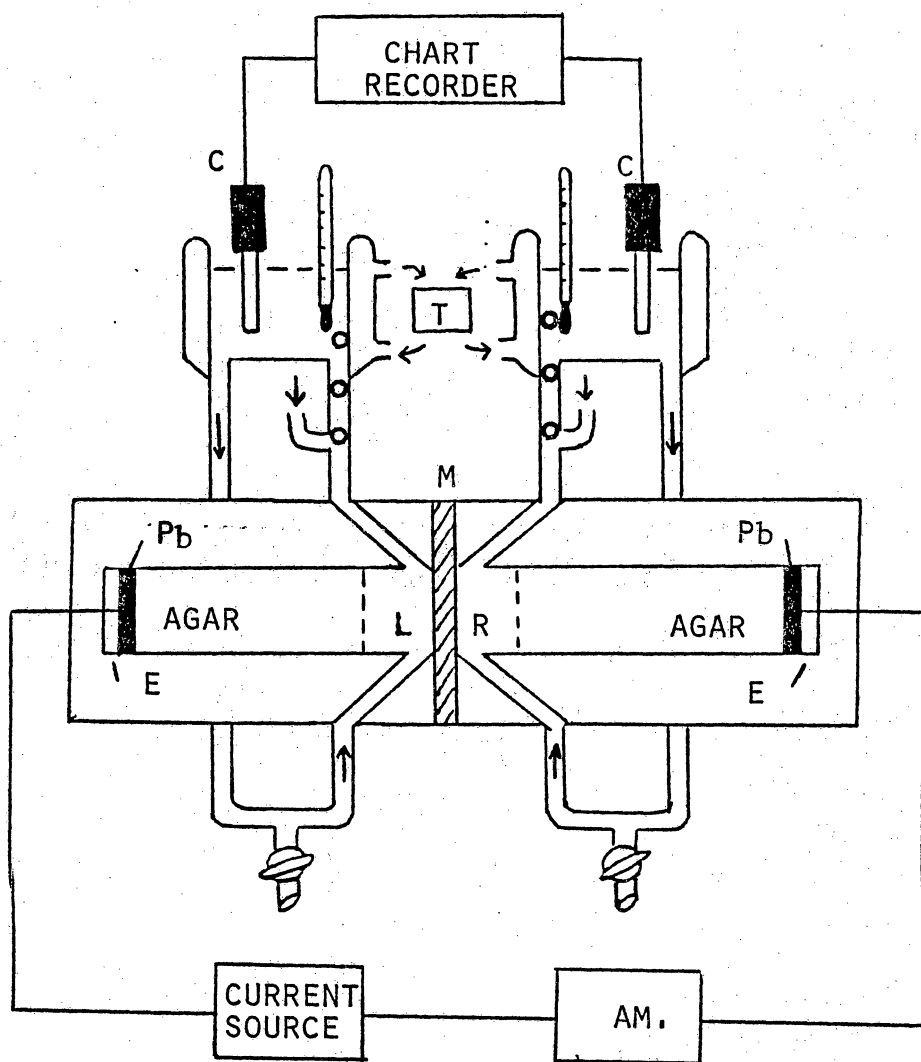 CHART
RECORDER
C
C
T
M
Pb
Pb
AGAR
L
R
AGAR
E
E
CURRENT
SOURCE
AM.